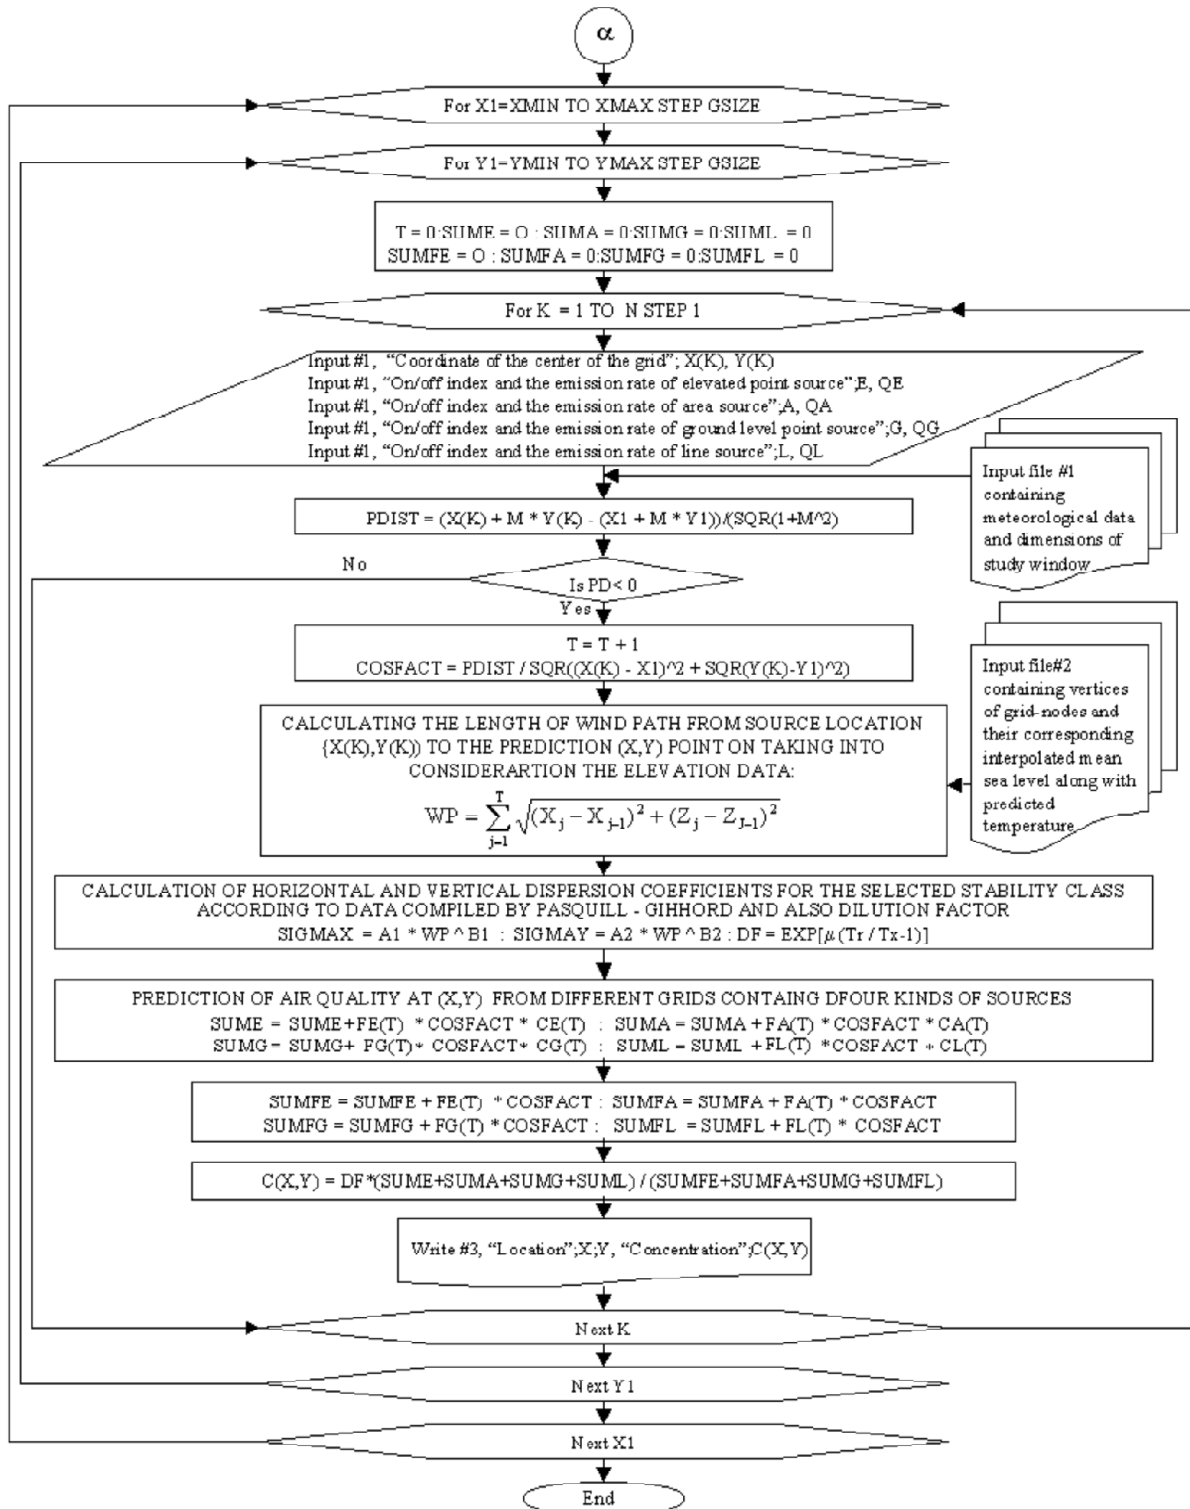 α
For X1=XMIN TO XMAX STEP GSIZE
For Y1=YMIN TO YMAX STEP GSIZE
T = 0:SUME = O : SUMA = 0:SUMG = 0:SUML = 0
SUMFE = O : SUMFA = 0:SUMFG = 0:SUMFL = 0
For K = 1 TO N STEP 1
Input #1, “Coordinate of the center of the grid”; X(K), Y(K)
Input #1, “On/off index and the emission rate of elevated point source”;E, QE
Input #1, “On/off index and the emission rate of area source”;A, QA
Input #1, “On/off index and the emission rate of ground level point source”;G, QG
Input #1, “On/off index and the emission rate of line source”;L, QL
Input file #1
containing
meteorological data
and dimensions of
study window
PDIST = (X(K) + M * Y(K) - (X1 + M * Y1))/(SQR(1+M^2)
No
Is PD< 0
Yes
T = T + 1
COSFACT = PDIST / SQR((X(K) - X1)^2 + SQR(Y(K)-Y1)^2)
Input file#2
containing vertices
of grid-nodes and
their corresponding
interpolated mean
sea level along with
predicted
temperature
CALCULATING THE LENGTH OF WIND PATH FROM SOURCE LOCATION
{X(K),Y(K)) TO THE PREDICTION (X,Y) POINT ON TAKING INTO
CONSIDERARTION THE ELEVATION DATA:
WP = \sum_{j-1}^{T} \sqrt{(X_j − X_{j−1})^2 + (Z_j − Z_{J−1})^2}
CALCULATION OF HORIZONTAL AND VERTICAL DISPERSION COEFFICIENTS FOR THE SELECTED STABILITY CLASS
ACCORDING TO DATA COMPILED BY PASQUILL - GIHHORD AND ALSO DILUTION FACTOR
SIGMAX = A1 * WP ^ B1 : SIGMAY = A2 * WP ^ B2 : DF = EXP[μ(Tr / Tx-1)]
PREDICTION OF AIR QUALITY AT (X,Y) FROM DIFFERENT GRIDS CONTAING DFOUR KINDS OF SOURCES
SUME = SUME+FE(T) * COSFACT * CE(T) : SUMA = SUMA + FA(T) * COSFACT * CA(T)
SUMG = SUMG+ FG(T)* COSFACT* CG(T) : SUML = SUML + FL(T) * COSFACT * CL(T)
SUMFE = SUMFE + FE(T) * COSFACT : SUMFA = SUMFA + FA(T) * COSFACT
SUMFG = SUMFG + FG(T) * COSFACT : SUMFL = SUMFL + FL(T) * COSFACT
C(X,Y) = DF*(SUME+SUMA+SUMG+SUML) / (SUMFE+SUMFA+SUMG+SUMFL)
Write #3, “Location”;X;Y, “Concentration”;C(X,Y)
Next K
Next Y1
Next X1
End